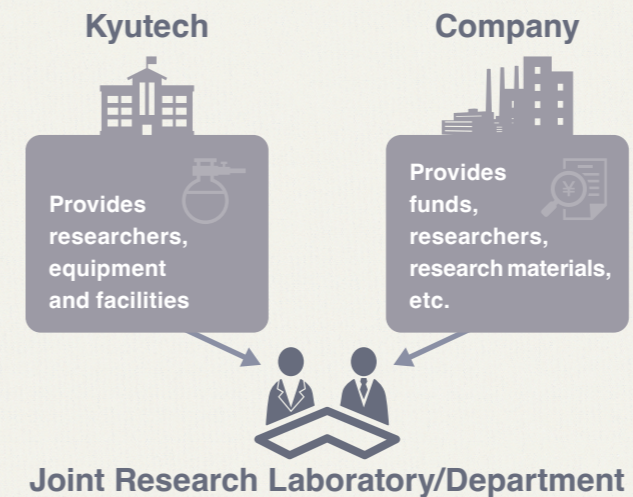 Kyutech
Company
Provides
researchers,
equipment
and facilities
Provides
funds,
researchers,
research materials,
etc.
¥
Joint Research Laboratory/Department